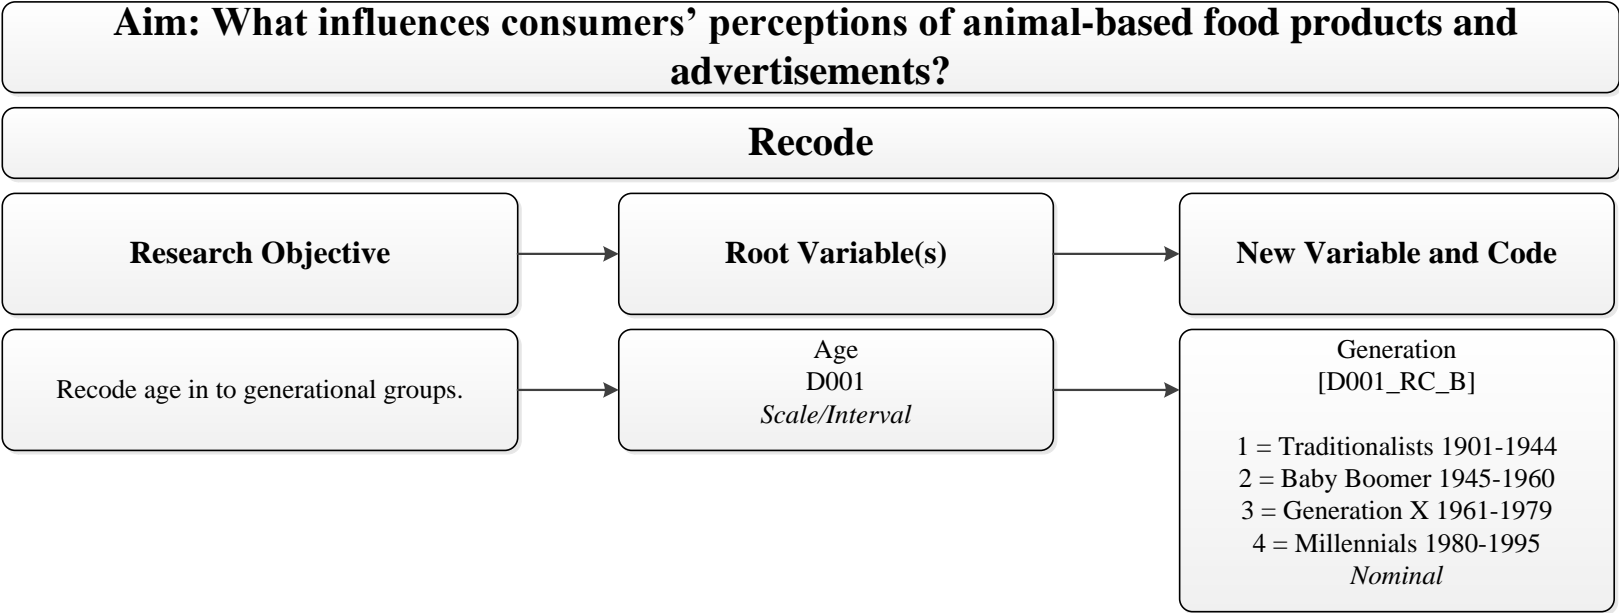 Aim: What influences consumers’ perceptions of animal-based food products and
advertisements?
Recode
Research Objective
Root Variable(s)
New Variable and Code
Recode age in to generational groups.
Age
D001
Scale/Interval
Generation
[D001_RC_B]
1 = Traditionalists 1901-1944
2 = Baby Boomer 1945-1960
3 = Generation X 1961-1979
4 = Millennials 1980-1995
Nominal